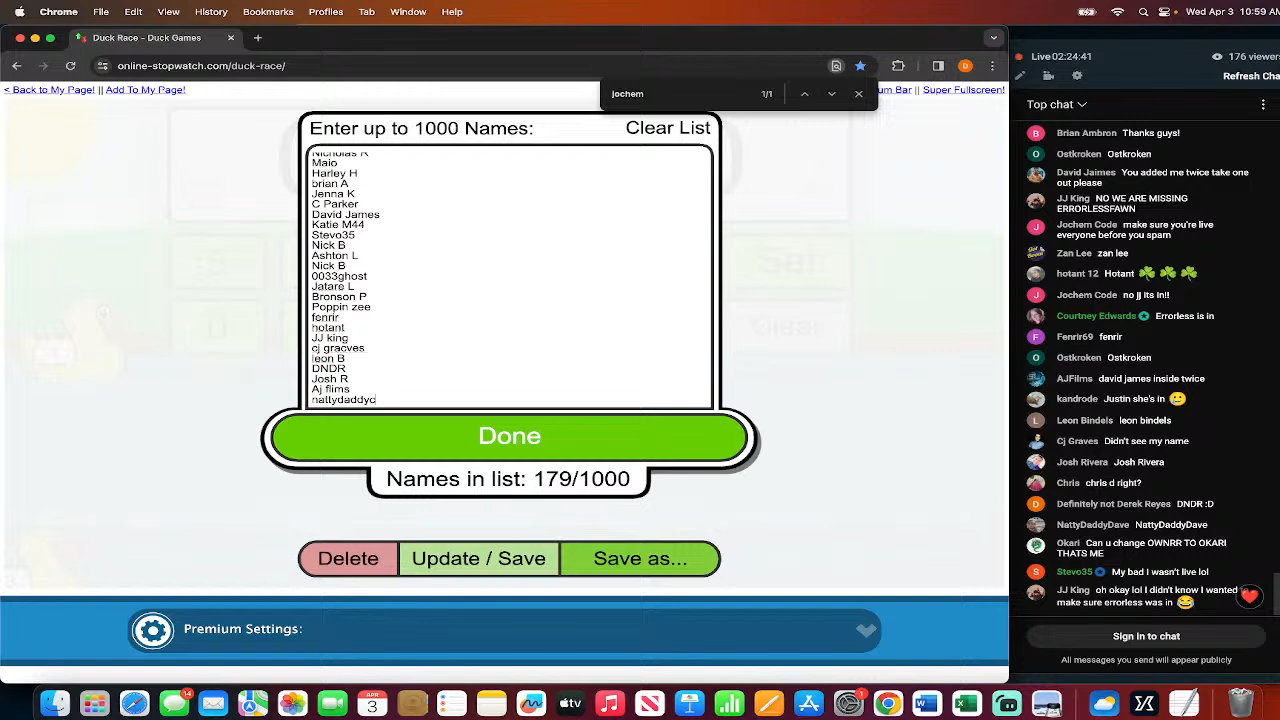 Chrome File Edit View History Bookmarks Profiles Tab Window Help
Wed Apr 3 10:59 AM
Duck Race – Duck Games
online-stopwatch.com/duck-race/
< Back to My Page! || Add To My Page!
um Bar || Super Fullscreen!
jochem 1/1
Enter up to 1000 Names: Clear List
Nicholas R
Maio
Harley H
brian A
Jenna K
C Parker
David James
Katie M44
Stevo35
Nick B
Ashton L
Nick B
0033ghost
Jatare L
Bronson P
Poppin zee
fenrir
hotant
JJ king
cj gracves
leon B
DNDR
Josh R
Aj flims
nattydaddyc
Done
Names in list: 179/1000
Delete Update / Save Save as...
Premium Settings:
Live 02:24:41 176 viewers
Refresh Cha
Top chat
Brian Ambron Thanks guys!
Ostkroken Ostkroken
David Jaimes You added me twice take one
out please
JJ King NO WE ARE MISSING
ERRORLESSFAWN
Jochem Code make sure you're live
everyone before you spam
Zan Lee zan lee
hotant 12 Hotant ☘️ ☘️ ☘️
Jochem Code no jj its in!!
Courtney Edwards Errorless is in
Fenrir69 fenrir
Ostkroken Ostkroken
AJFilms david james inside twice
kandrode Justin she's in 🥲
Leon Bindels leon bindels
Cj Graves Didn't see my name
Josh Rivera Josh Rivera
Chris chris d right?
Definitely not Derek Reyes DNDR :D
NattyDaddyDave NattyDaddyDave
Okari Can u change OWNRR TO OKARI
THATS ME
Stevo35 My bad I wasn't live lol
JJ King oh okay lol I didn't know I wanted
make sure errorless was in 😂
Sign in to chat
All messages you send will appear publicly
14
APR
3
1